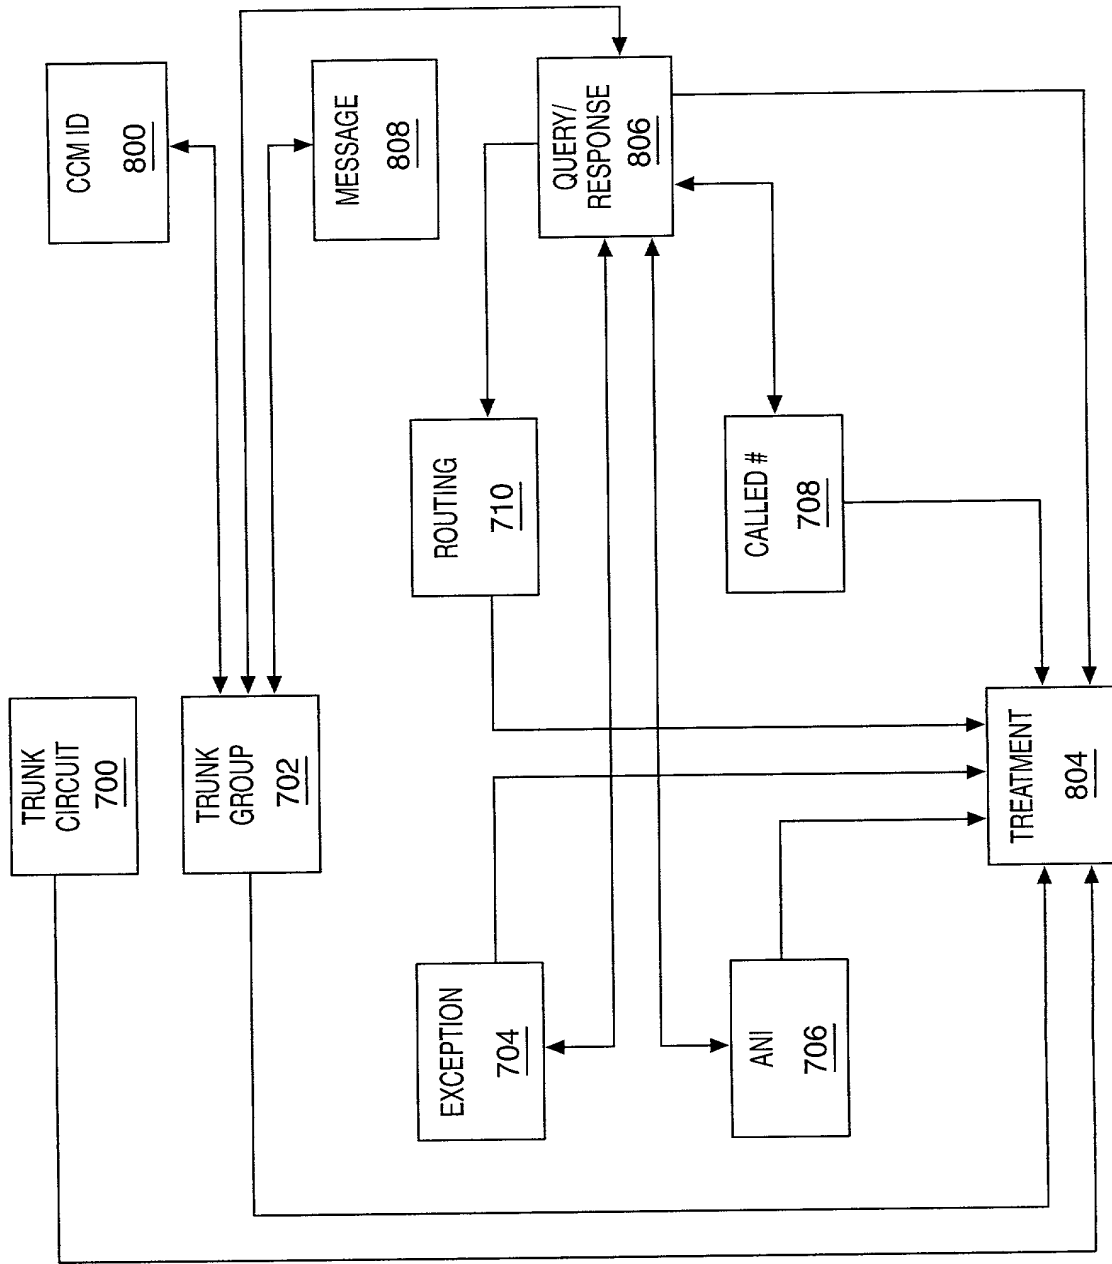 TRUNK
CIRCUIT
700
TRUNK
GROUP
702
CCM ID
800
MESSAGE
808
EXCEPTION
704
ROUTING
710
QUERY/
RESPONSE
806
ANI
706
CALLED #
708
TREATMENT
804